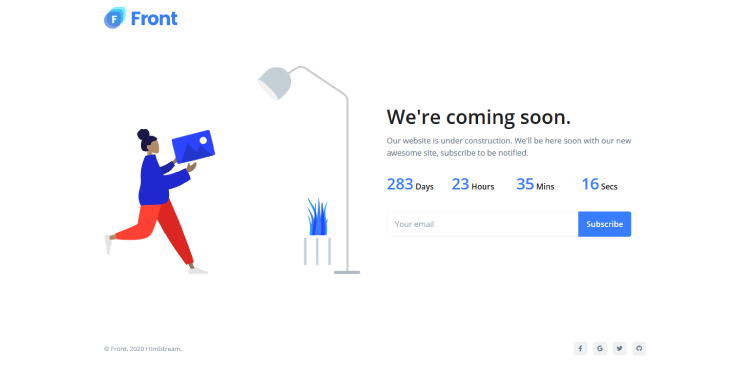 Front
We're coming soon.
Our website is under construction. We'll be here soon with our new
awesome site, subscribe to be notified.
283 Days 23 Hours 35 Mins 16 Secs
Your email Subscribe
© Front. 2020 Htmlstream.